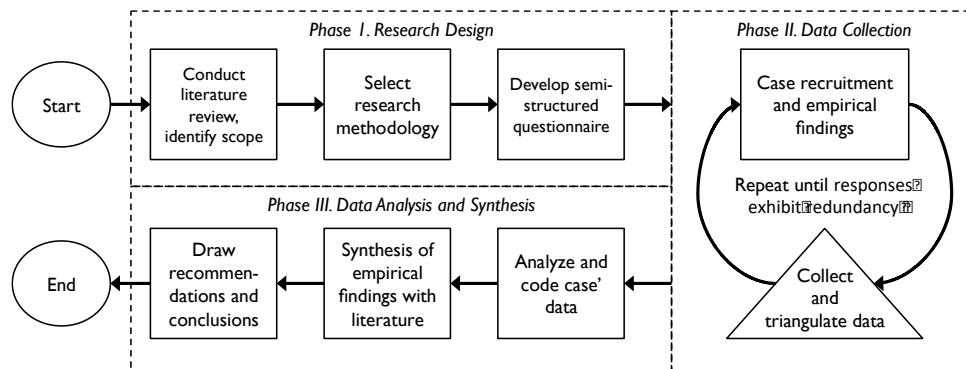 Phase I. Research Design
Start
Conduct
literature
review,
identify scope
Select
research
methodology
Develop semi-
structured
questionnaire
Phase II. Data Collection
Case recruitment
and empirical
findings
Repeat until responses
exhibit redundancy
Collect
and
triangulate data
Phase III. Data Analysis and Synthesis
Analyze and
code case'
data
Synthesis of
empirical
findings with
literature
Draw
recommen-
dations and
conclusions
End